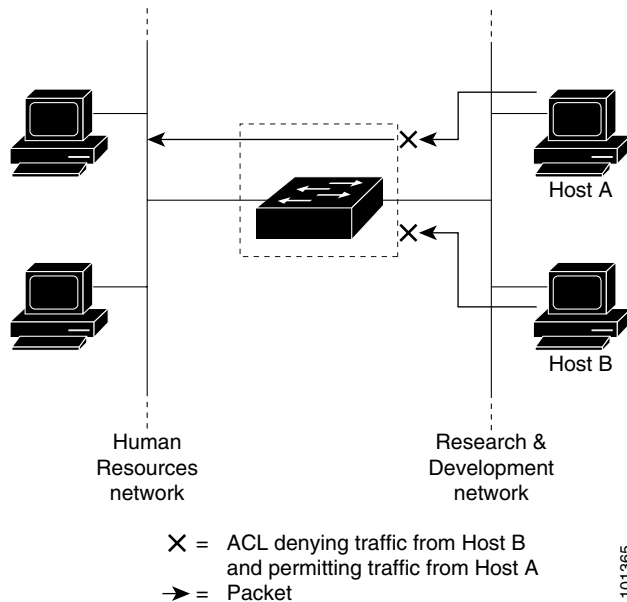 Host A
Host B
Human
Resources
network
Research &
Development
network
X = ACL denying traffic from Host B
and permitting traffic from Host A
➔ = Packet
101365